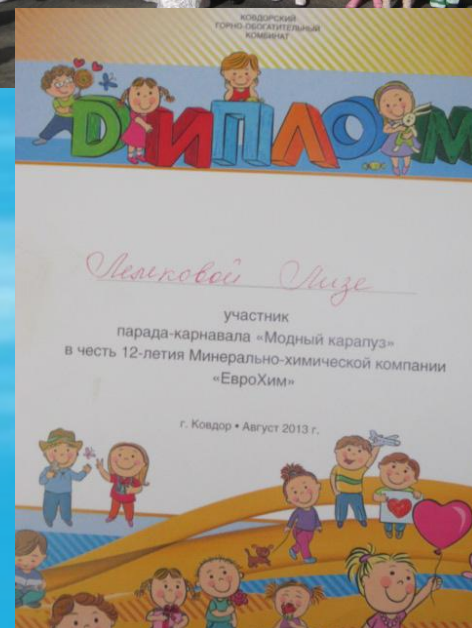 КОВДОРСКИЙ
ГОРНО-ОБОГАТИТЕЛЬНЫЙ
КОМБИНАТ
ДИПЛОМ
Лемковой Лизе
участник
парада-карнавала «Модный карапуз»
в честь 12-летия Минерально-химической компании
«ЕвроХим»
г. Ковдор • Август 2013 г.